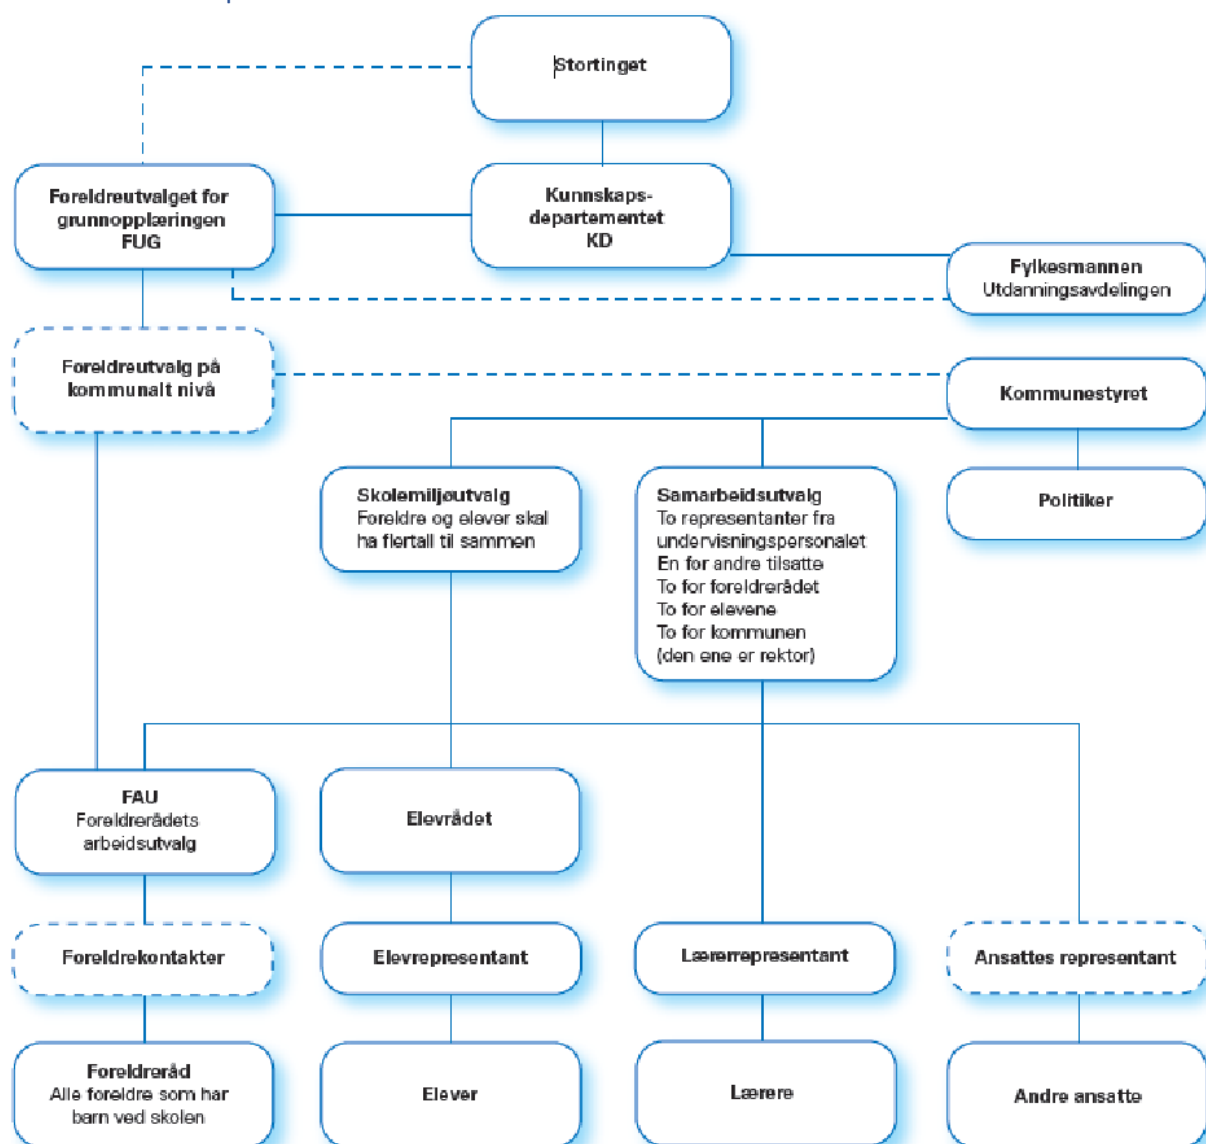 Stortinget
Foreldreutvalget for
grunnopplæringen
FUG
Kunnskaps-
departementet
KD
Fylkesmannen
Utdanningsavdelingen
Foreldreutvalg på
kommunalt nivå
Kommunestyret
Skolemiljøutvalg
Foreldre og elever skal
ha flertall til sammen
Samarbeidsutvalg
To representanter fra
undervisningspersonalet
En for andre tilsatte
To for foreldrerådet
To for elevene
To for kommunen
(den ene er rektor)
Politiker
FAU
Foreldrerådets
arbeidsutvalg
Elevrådet
Foreldrekontakter
Elevrepresentant
Lærerrepresentant
Ansattes representant
Foreldreråd
Alle foreldre som har
barn ved skolen
Elever
Lærere
Andre ansatte